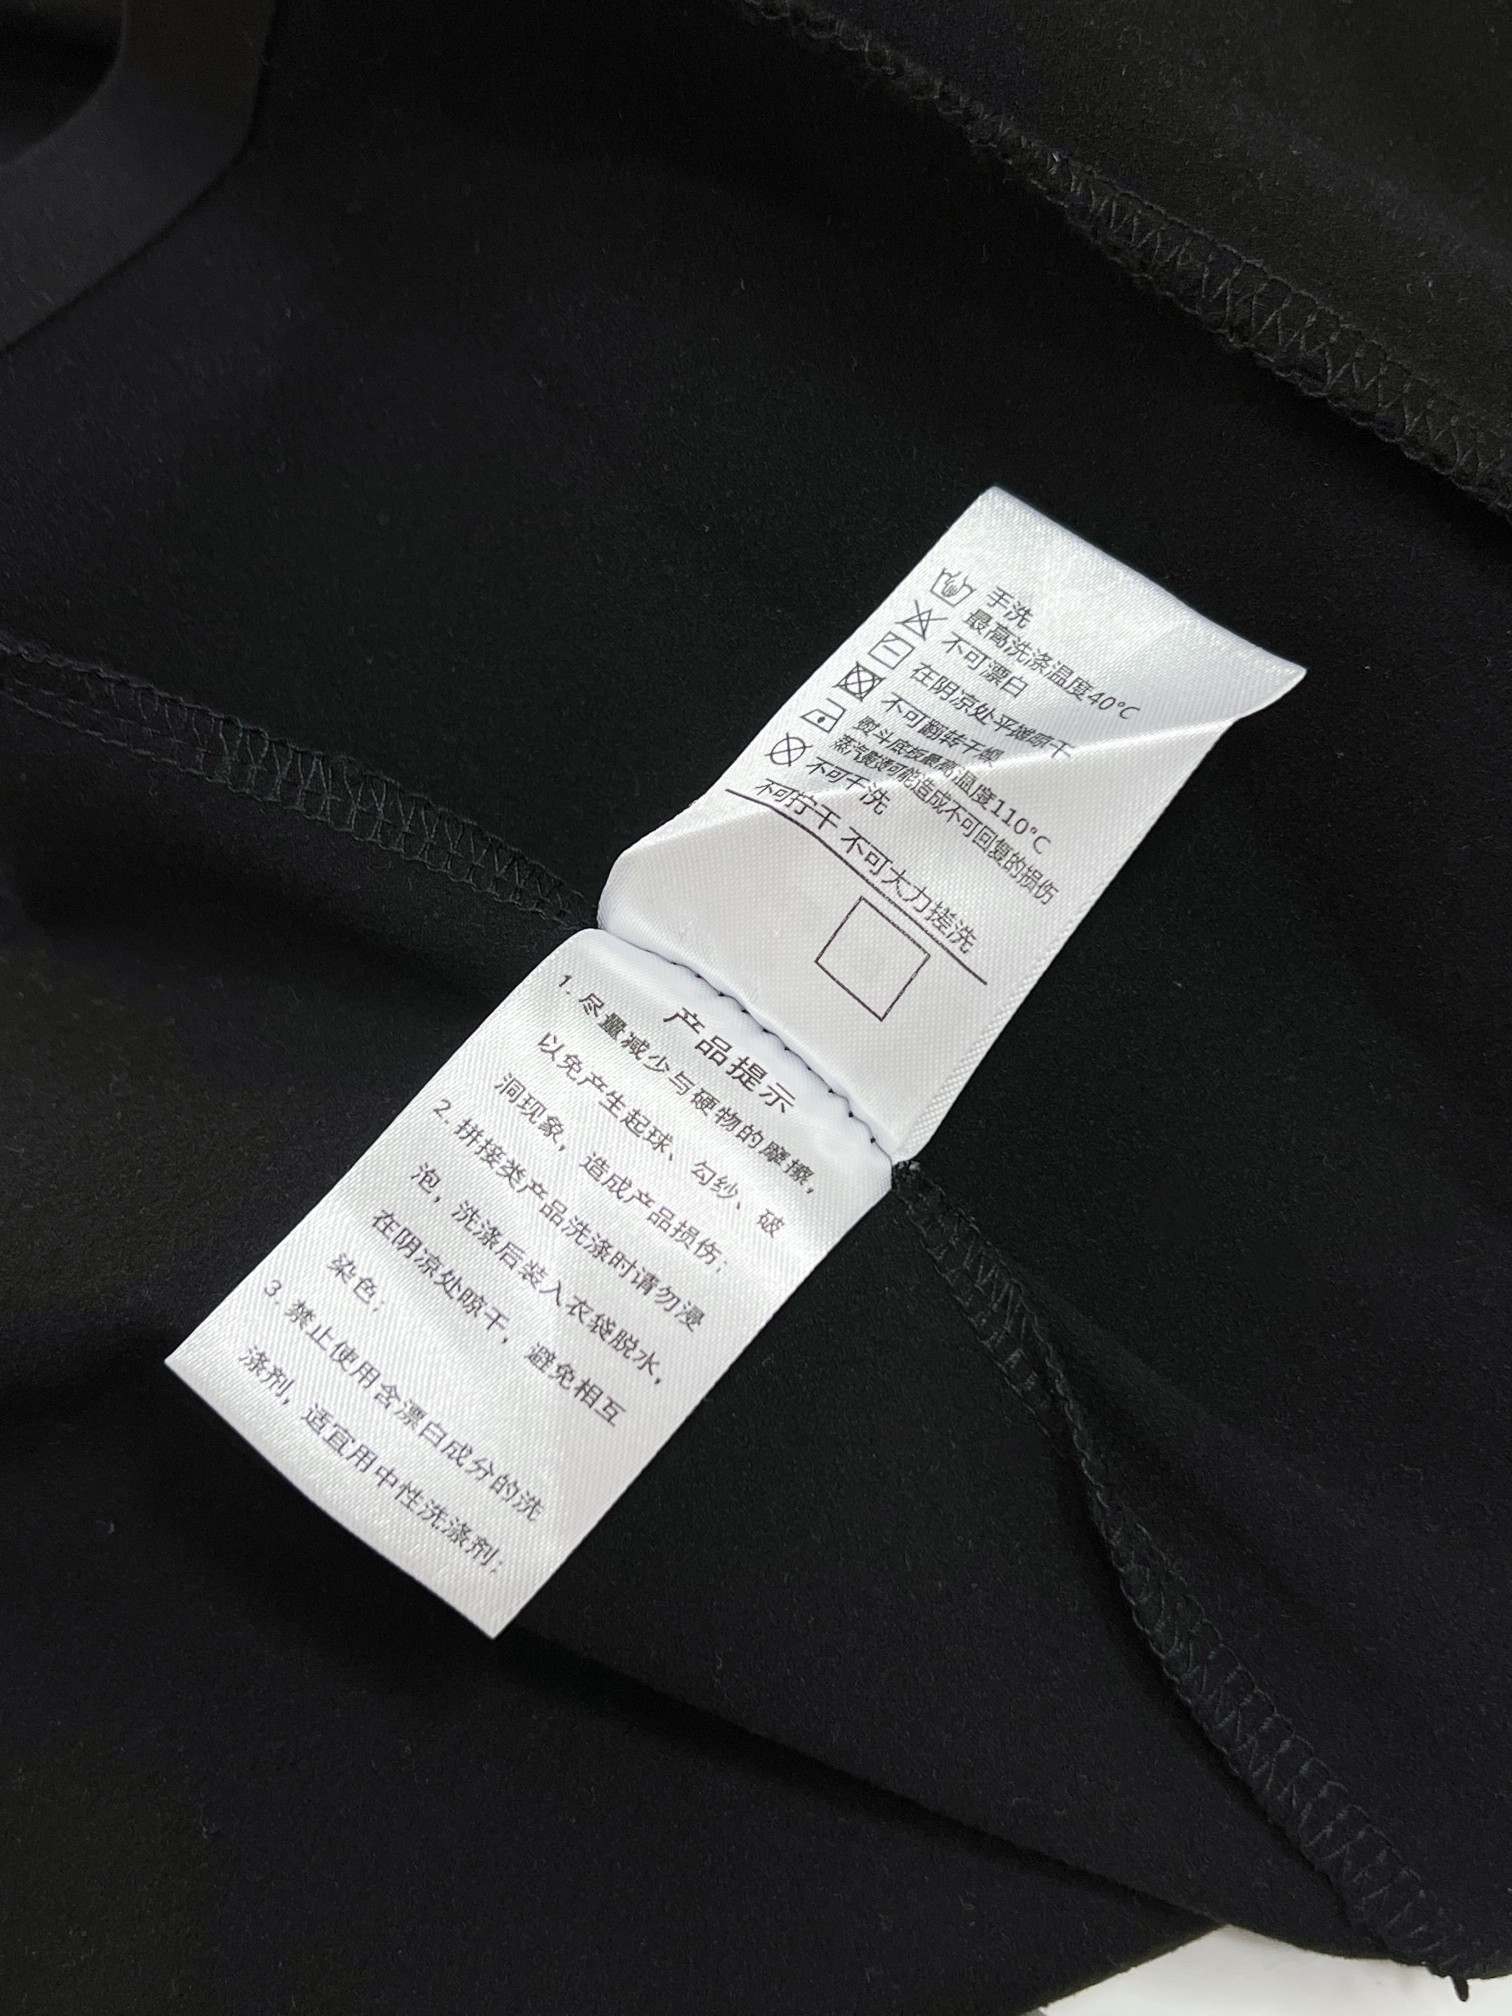 手洗
最高洗涤温度40℃
不可漂白
在阴凉处平摊晾干
不可翻转干燥
熨斗底板最高温度110℃
蒸汽熨烫可能造成不可回复的损伤
不可干洗
不可拧干 不可大力搓洗
产品提示
1. 尽量减少与硬物的摩擦,
以免产生起球、勾纱、破
洞现象, 造成产品损伤;
2. 拼接类产品洗涤时请勿浸
泡, 洗涤后装入衣袋脱水,
在阴凉处晾干, 避免相互
染色;
3. 禁止使用含漂白成分的洗
涤剂, 适宜用中性洗涤剂;